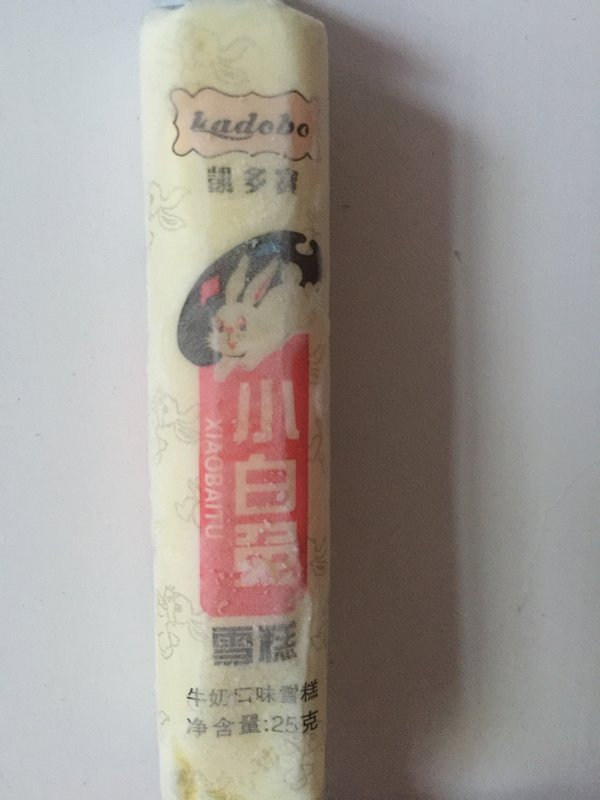 kadobo
凯多宝
小白兔
XIAOBAITU
雪糕
牛奶口味雪糕
净含量:25克